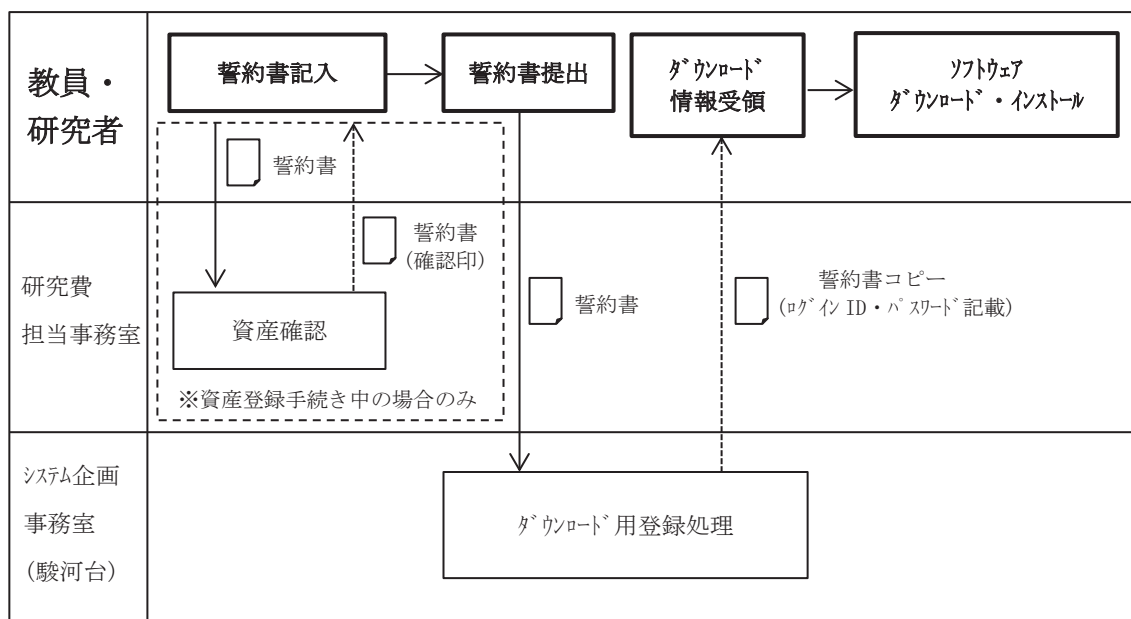 教員・
研究者
誓約書記入
誓約書提出
ﾀﾞｳﾝﾛｰﾄﾞ
情報受領
ｿﾌﾄｳｪｱ
ﾀﾞｳﾝﾛｰﾄﾞ・ｲﾝｽﾄｰﾙ
誓約書
誓約書
(確認印)
研究費
担当事務室
資産確認
※資産登録手続き中の場合のみ
誓約書
誓約書コピー
(ﾛｸﾞｲﾝ ID・ﾊﾟｽﾜｰﾄﾞ記載)
ｼｽﾃﾑ企画
事務室
(駿河台)
ﾀﾞｳﾝﾛｰﾄﾞ用登録処理